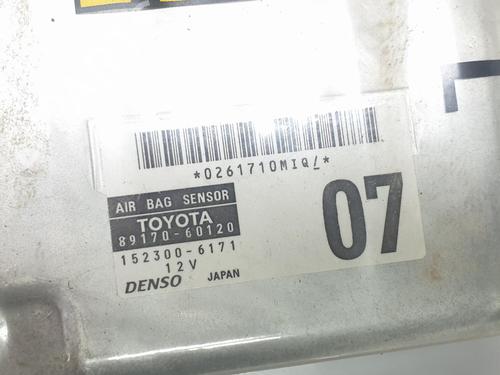 *0261710MIQ/*
AIR BAG SENSOR
TOYOTA
89170-60120
152300-6171
12V
DENSO JAPAN
07